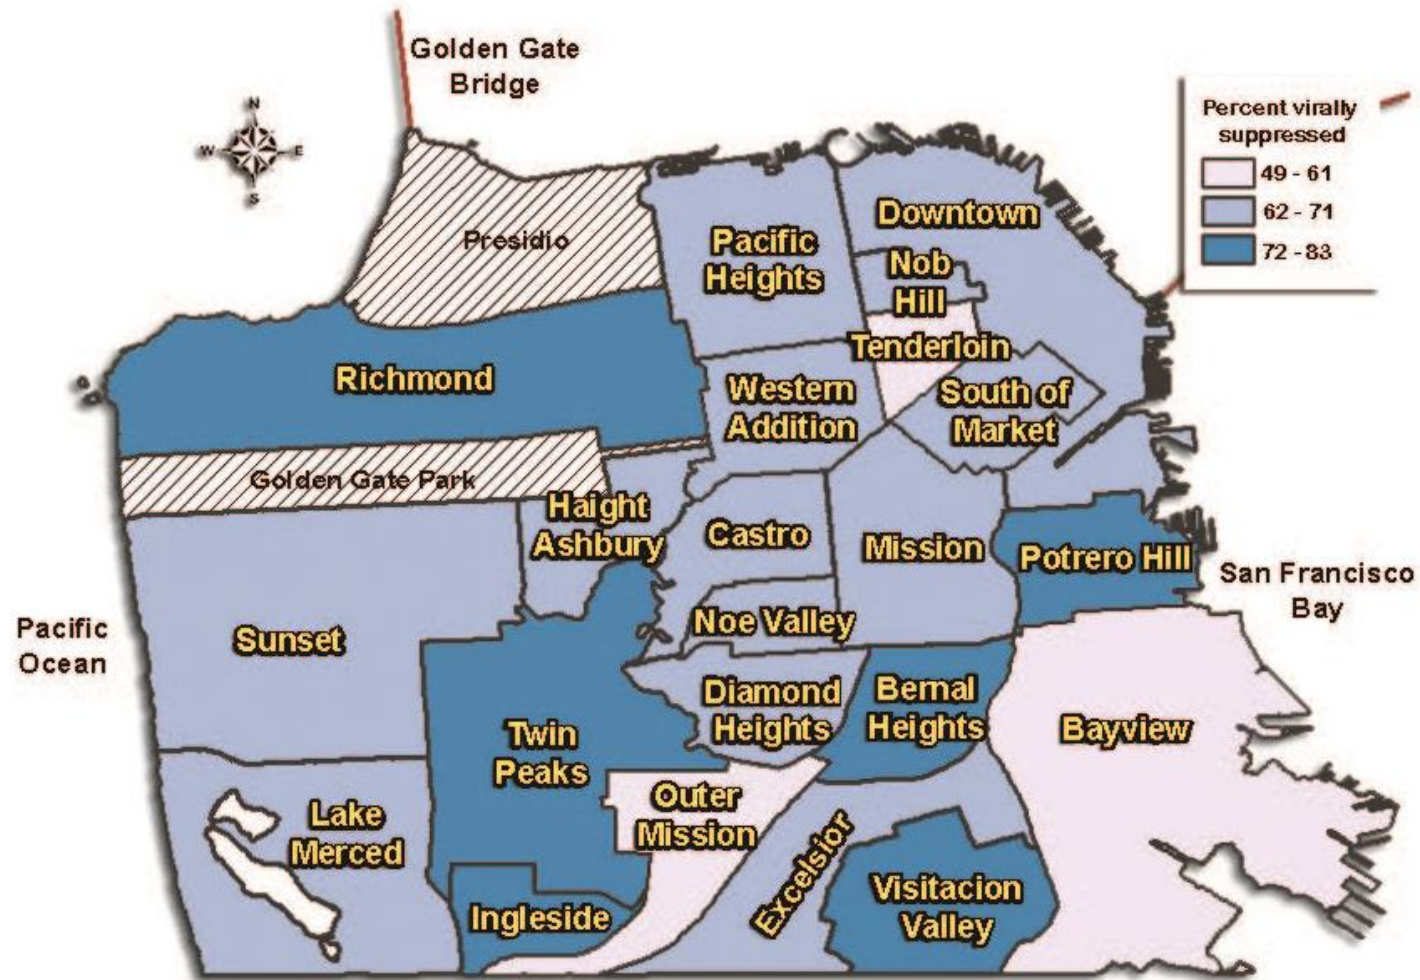 Golden Gate
Bridge
N
W
E
S
Percent virally
suppressed
49 - 61
62 - 71
72 - 83
Presidio
Pacific
Heights
Downtown
Nob
Hill
Tenderloin
Richmond
Western
Addition
South of
Market
Golden Gate Park
Haight
Ashbury
Castro
Mission
Potrero Hill
San Francisco
Bay
Pacific
Ocean
Sunset
Noe Valley
Diamond
Heights
Bernal
Heights
Bayview
Twin
Peaks
Outer
Mission
Lake
Merced
Excelsior
Visitacion
Valley
Ingleside